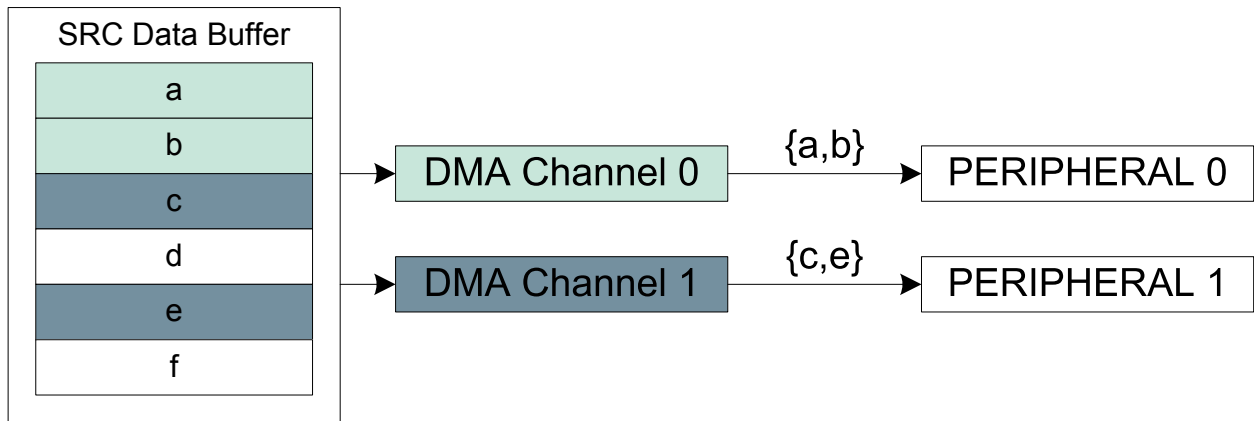 SRC Data Buffer
a
b
c
d
e
f
DMA Channel 0
{a,b}
PERIPHERAL 0
DMA Channel 1
{c,e}
PERIPHERAL 1